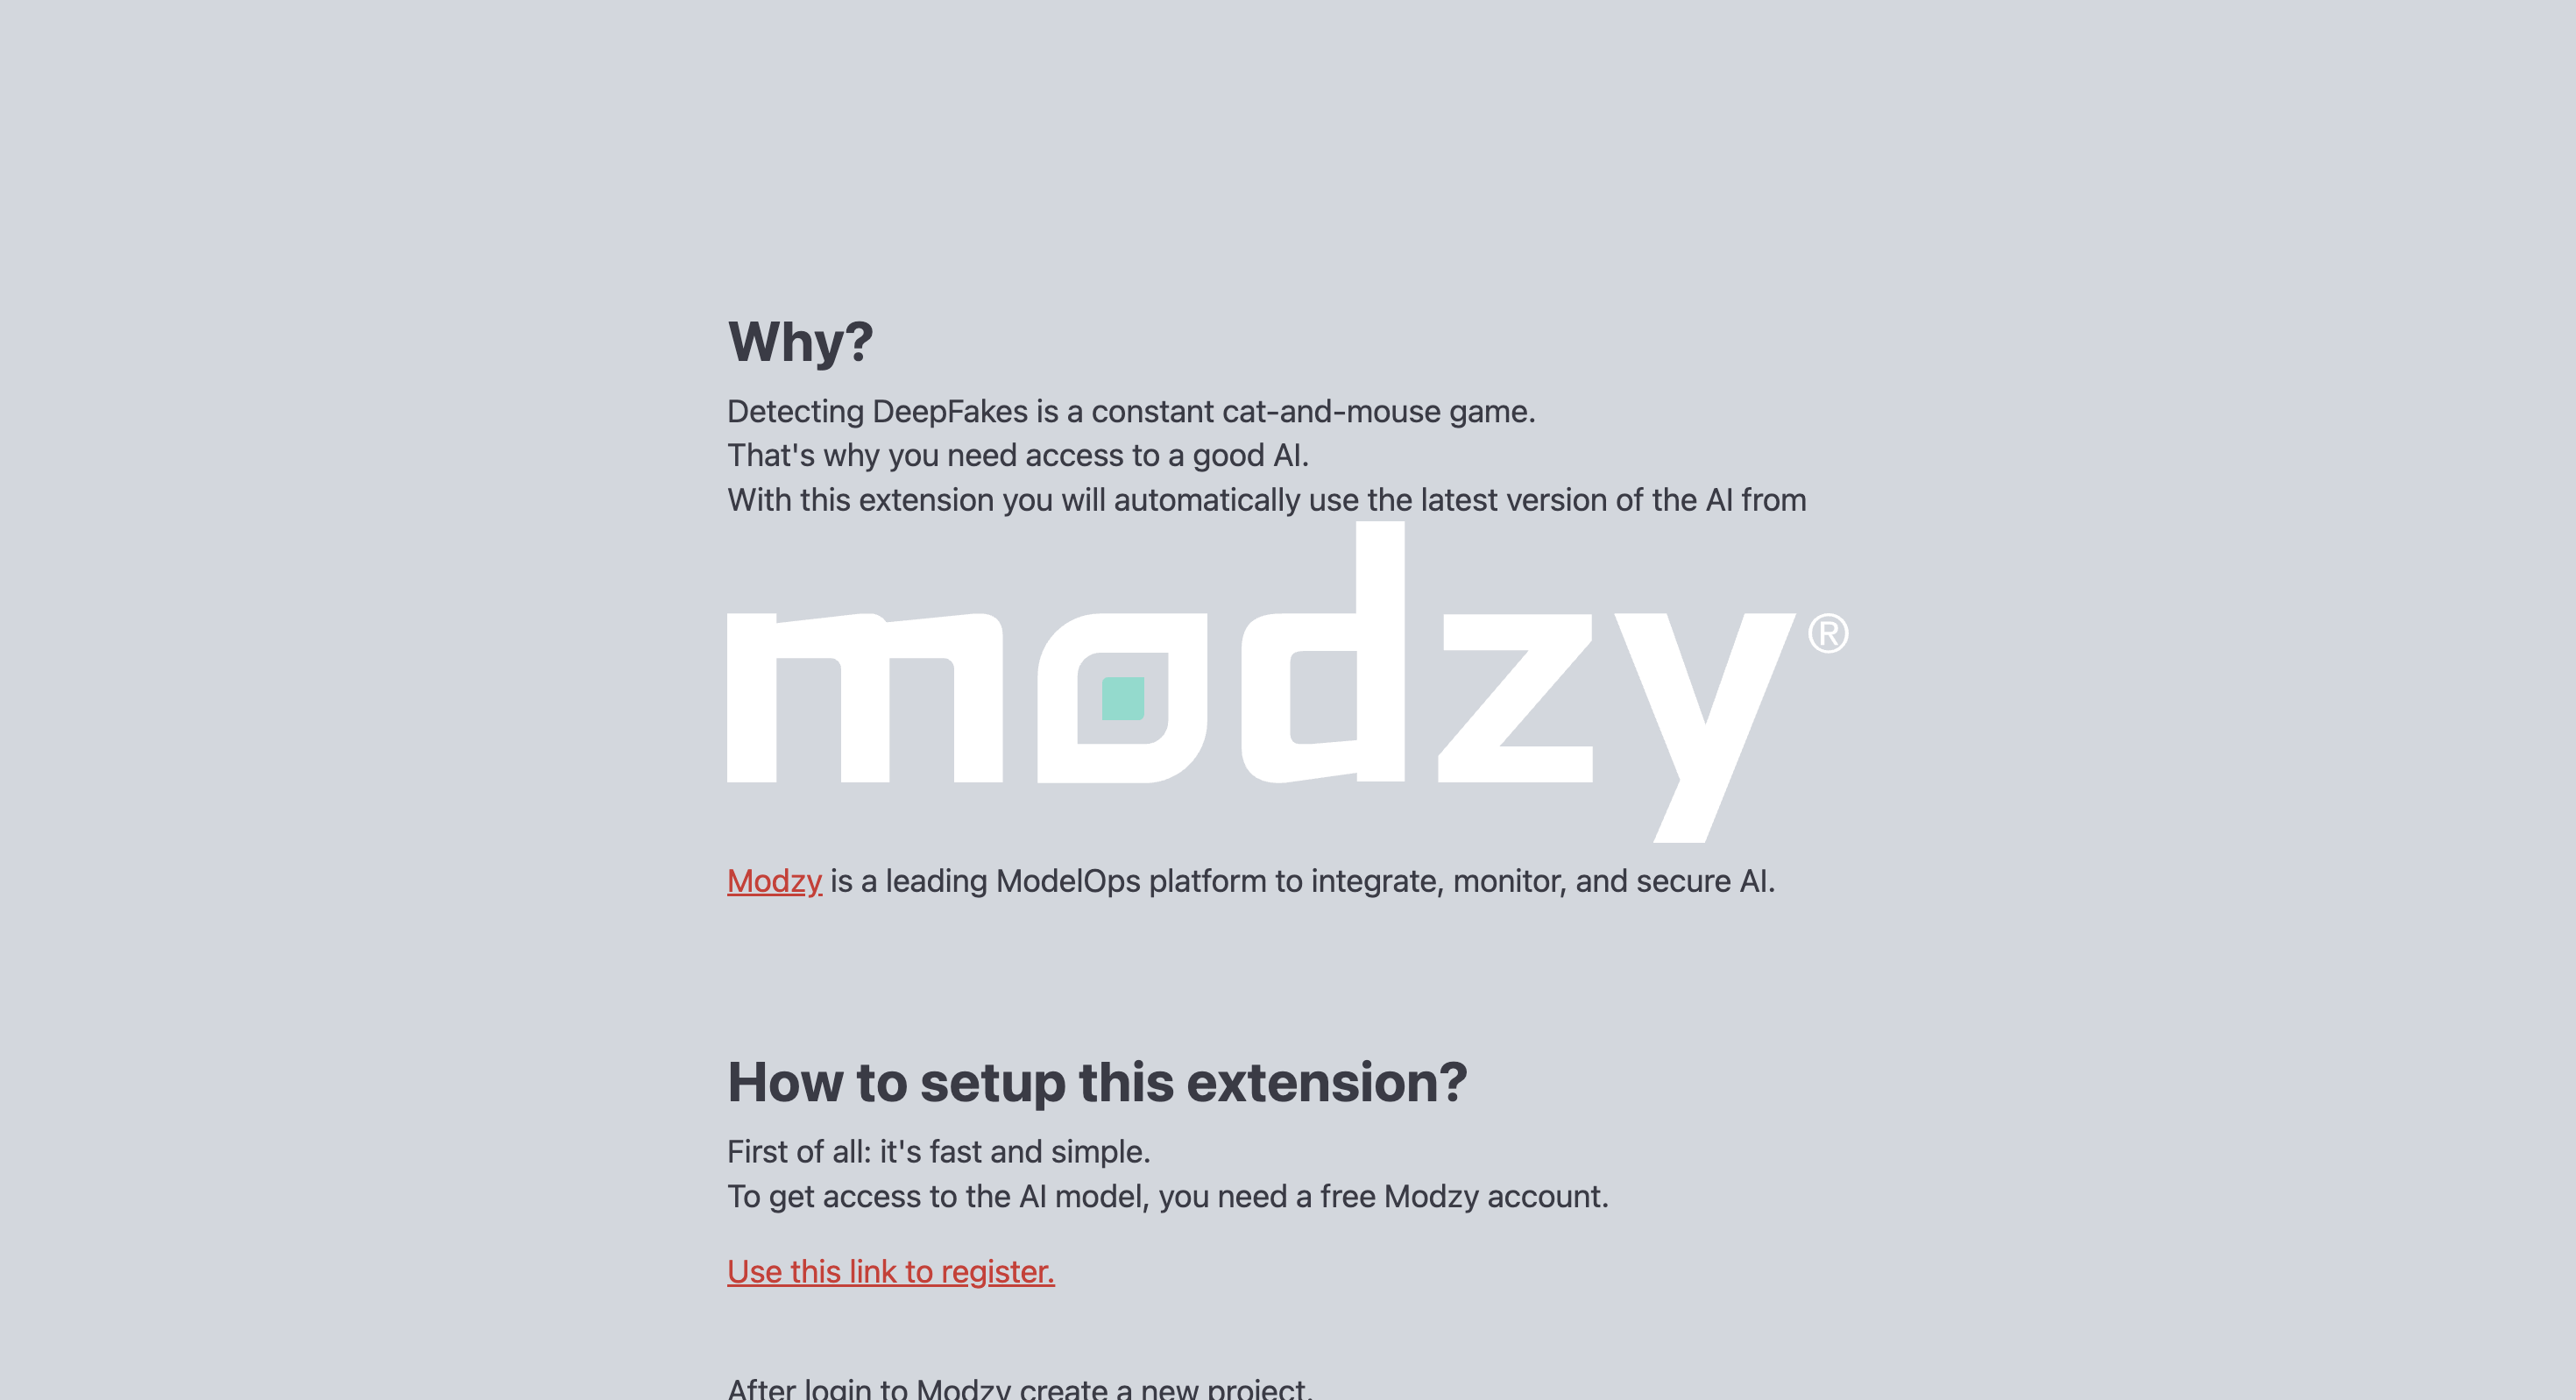 Why?
Detecting DeepFakes is a constant cat-and-mouse game.
That's why you need access to a good AI.
With this extension you will automatically use the latest version of the AI from
modzy®
Modzy is a leading ModelOps platform to integrate, monitor, and secure AI.
How to setup this extension?
First of all: it's fast and simple.
To get access to the AI model, you need a free Modzy account.
Use this link to register.
After login to Modzy create a new project.